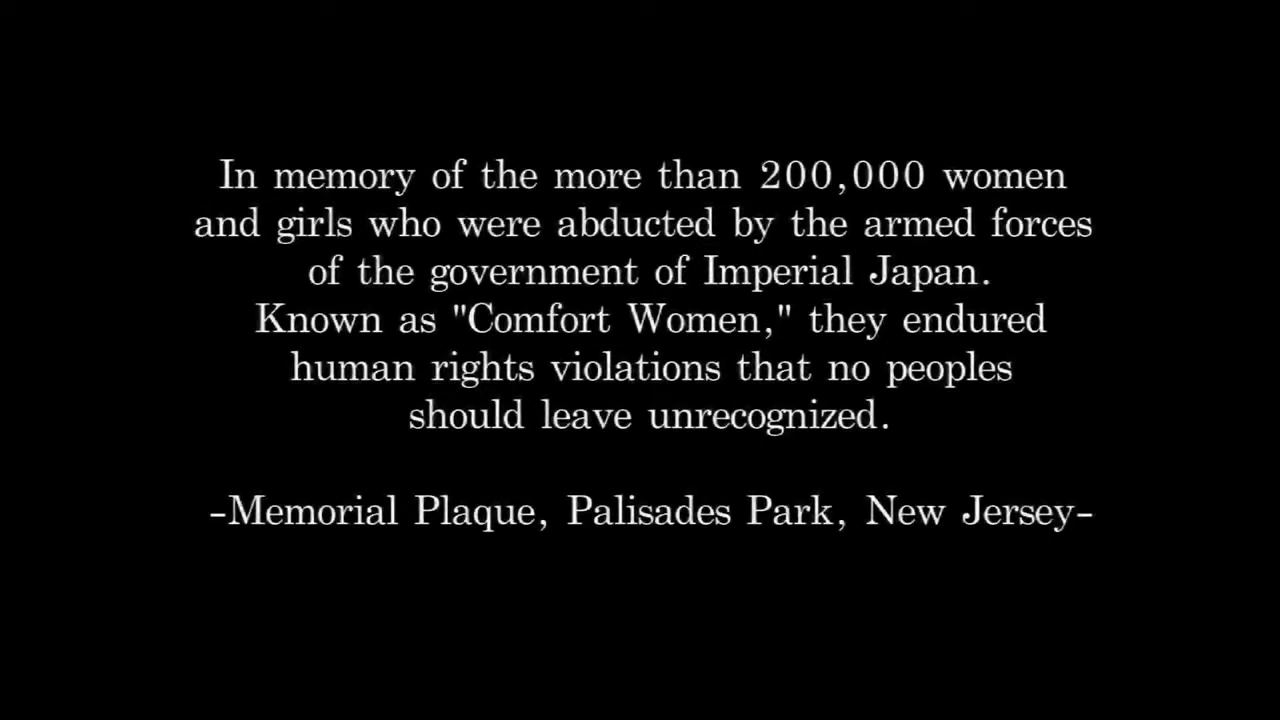 In memory of the more than 200,000 women
and girls who were abducted by the armed forces
of the government of Imperial Japan.
Known as "Comfort Women," they endured
human rights violations that no peoples
should leave unrecognized.
-Memorial Plaque, Palisades Park, New Jersey-